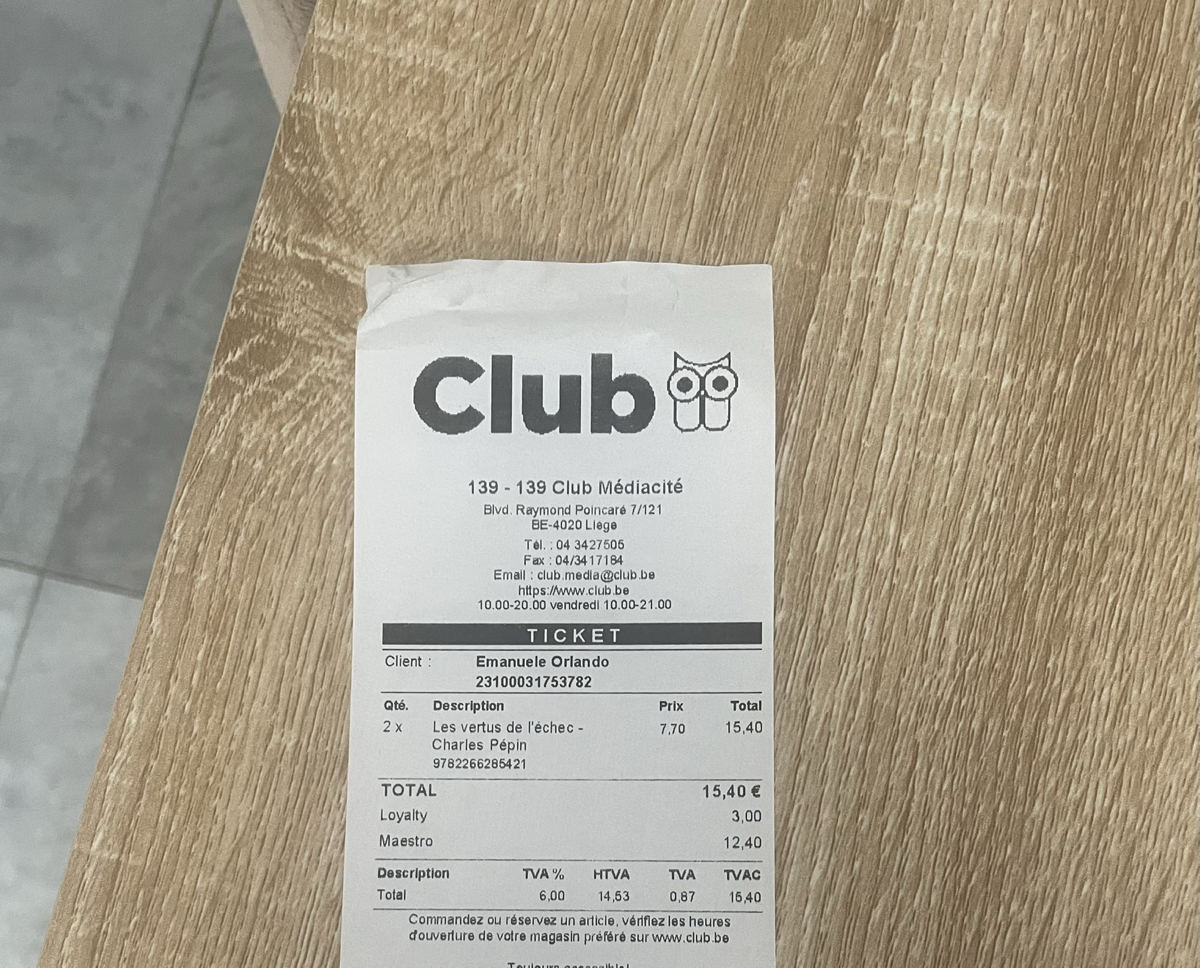 Club
139 - 139 Club Médiacité
Blvd. Raymond Poincaré 7/121
BE-4020 Liège
Tél. : 04 3427505
Fax : 04/3417184
Email : club.media@club.be
https://www.club.be
10.00-20.00 vendredi 10.00-21.00
TICKET
Client : Emanuele Orlando
23100031753782
Qté. Description Prix Total
2 x Les vertus de l'échec - 7,70 15,40
Charles Pépin
9782266285421
TOTAL 15,40 €
Loyalty 3,00
Maestro 12,40
Description TVA % HTVA TVA TVAC
Total 6,00 14,53 0,87 15,40
Commandez ou réservez un article, vérifiez les heures
d'ouverture de votre magasin préféré sur www.club.be